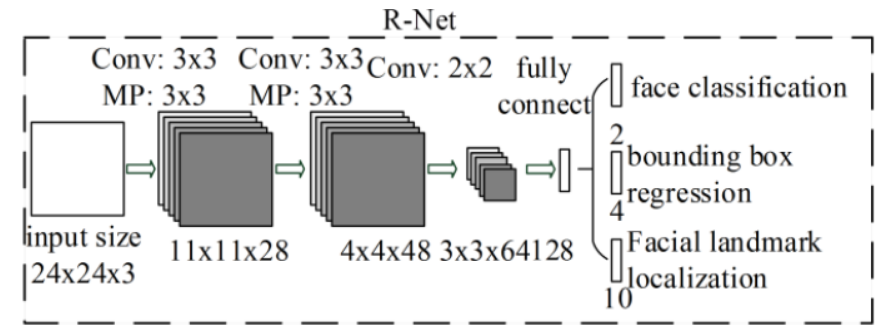 R-Net
Conv: 3x3
MP: 3x3
Conv: 3x3
MP: 3x3
Conv: 2x2
fully
connect
face classification
2
bounding box
regression
4
Facial landmark
localization
10
input size
24x24x3
11x11x28
4x4x48
3x3x64
128